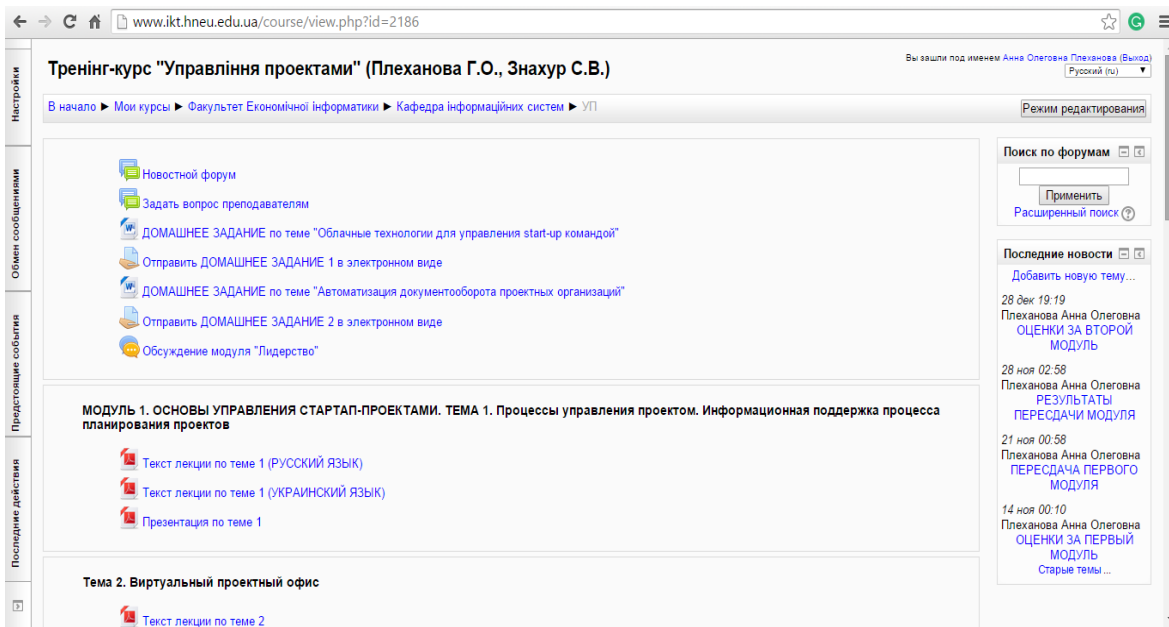 www.ikt.hneu.edu.ua/course/view.php?id=2186
Настройки
Обмен сообщениями
Предстоящие события
Последние действия
Тренінг-курс "Управління проектами" (Плеханова Г.О., Знахур С.В.)
Вы зашли под именем Анна Олеговна Плеханова (Выход)
Русский (ru)
В начало ► Мои курсы ► Факультет Економічної інформатики ► Кафедра інформаційних систем ► УП
Режим редактирования
Новостной форум
Задать вопрос преподавателям
ДОМАШНЕЕ ЗАДАНИЕ по теме "Облачные технологии для управления start-up командой"
Отправить ДОМАШНЕЕ ЗАДАНИЕ 1 в электронном виде
ДОМАШНЕЕ ЗАДАНИЕ по теме "Автоматизация документооборота проектных организаций"
Отправить ДОМАШНЕЕ ЗАДАНИЕ 2 в электронном виде
Обсуждение модуля "Лидерство"
МОДУЛЬ 1. ОСНОВЫ УПРАВЛЕНИЯ СТАРТАП-ПРОЕКТАМИ. ТЕМА 1. Процессы управления проектом. Информационная поддержка процесса
планирования проектов
Текст лекции по теме 1 (РУССКИЙ ЯЗЫК)
Текст лекции по теме 1 (УКРАИНСКИЙ ЯЗЫК)
Презентация по теме 1
Тема 2. Виртуальный проектный офис
Текст лекции по теме 2
Поиск по форумам
Применить
Расширенный поиск
Последние новости
Добавить новую тему...
28 дек 19:19
Плеханова Анна Олеговна
ОЦЕНКИ ЗА ВТОРОЙ
МОДУЛЬ
28 ноя 02:58
Плеханова Анна Олеговна
РЕЗУЛЬТАТЫ
ПЕРЕСДАЧИ МОДУЛЯ
21 ноя 00:58
Плеханова Анна Олеговна
ПЕРЕСДАЧА ПЕРВОГО
МОДУЛЯ
14 ноя 00:10
Плеханова Анна Олеговна
ОЦЕНКИ ЗА ПЕРВЫЙ
МОДУЛЬ
Старые темы ...